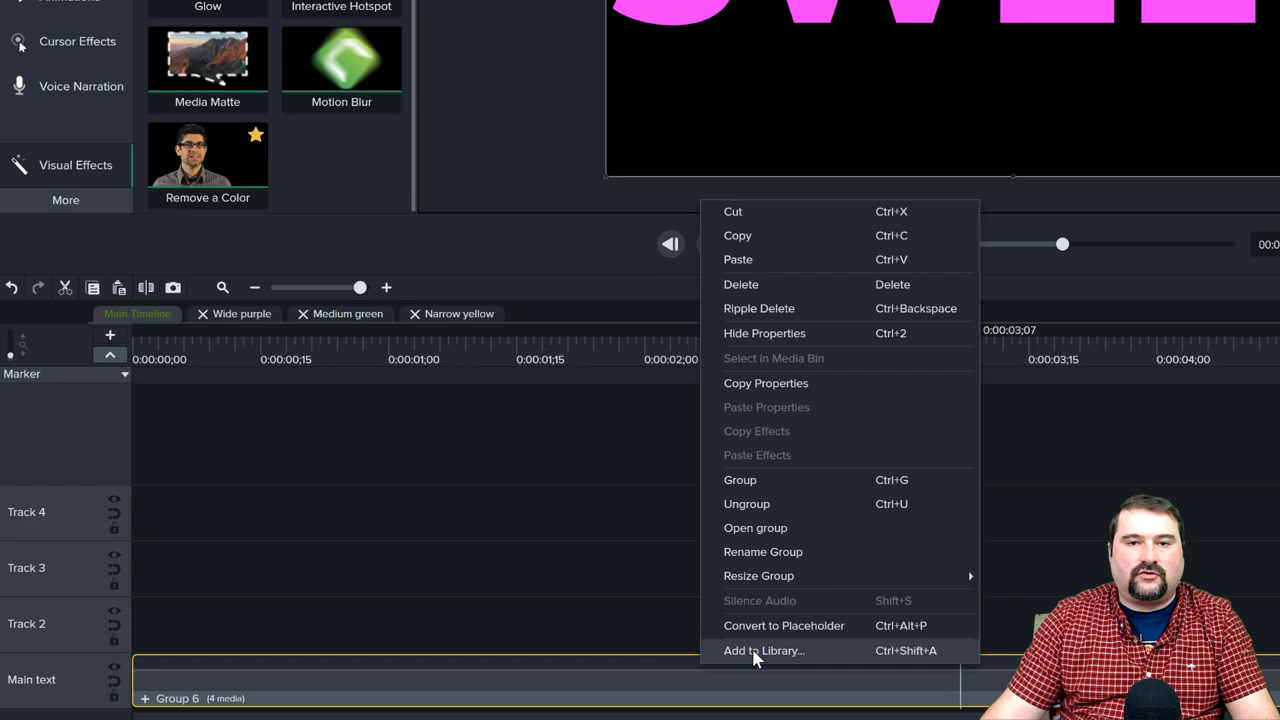 Animations
Glow
Interactive Hotspot
SWEE
Cursor Effects
Voice Narration
Media Matte
Motion Blur
Visual Effects
Remove a Color
More
Cut Ctrl+X
Copy Ctrl+C
Paste Ctrl+V
Delete Delete
Ripple Delete Ctrl+Backspace
Hide Properties Ctrl+2
Select in Media Bin
Copy Properties
Paste Properties
Copy Effects
Paste Effects
Group Ctrl+G
Ungroup Ctrl+U
Open group
Rename Group
Resize Group
Silence Audio Shift+S
Convert to Placeholder Ctrl+Alt+P
Add to Library... Ctrl+Shift+A
00:0
Main Timeline
Wide purple
Medium green
Narrow yellow
0:00:03;07
0:00:00;00
0:00:00;15
0:00:01;00
0:00:01;15
0:00:02;00
0:00:03;15
0:00:04;00
Marker
Track 4
Track 3
Track 2
Main text
+ Group 6 (4 media)